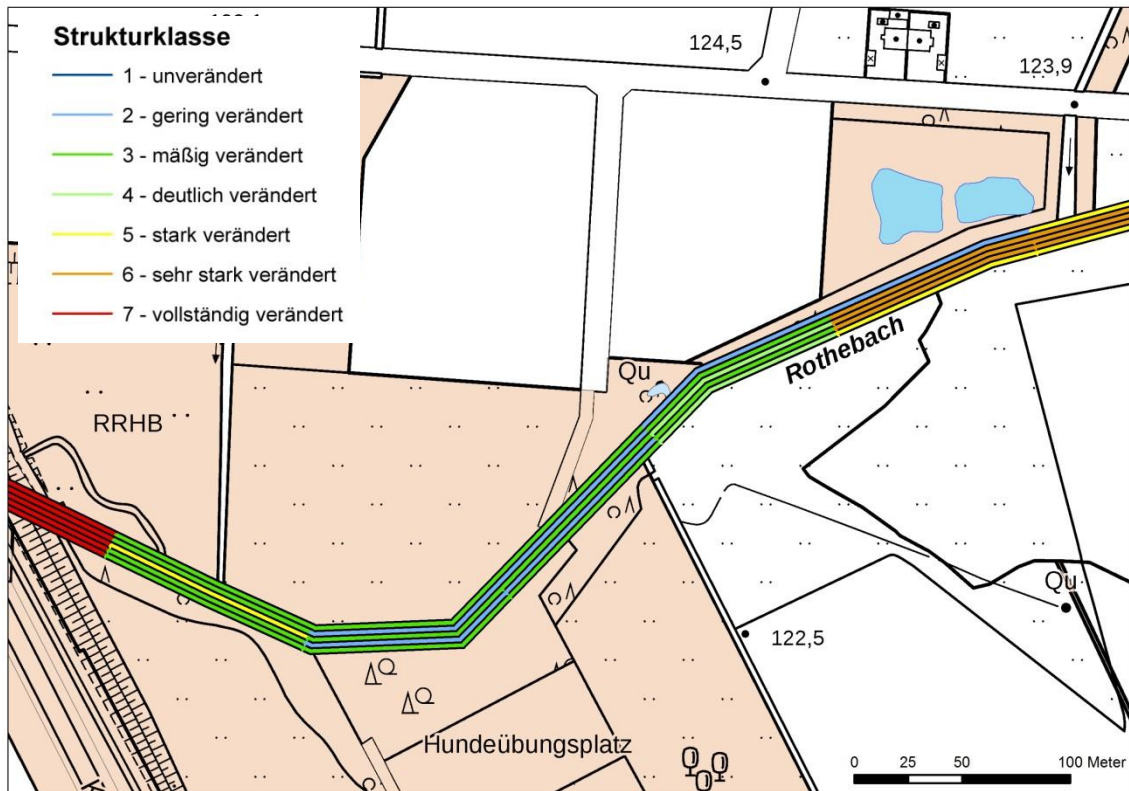 Strukturklasse
1 - unverändert
2 - gering verändert
3 - mäßig verändert
4 - deutlich verändert
5 - stark verändert
6 - sehr stark verändert
7 - vollständig verändert
124,5
123,9
Rothebach
Qu
RRHB
Qu
122,5
Hundeübungsplatz
0 25 50 100 Meter